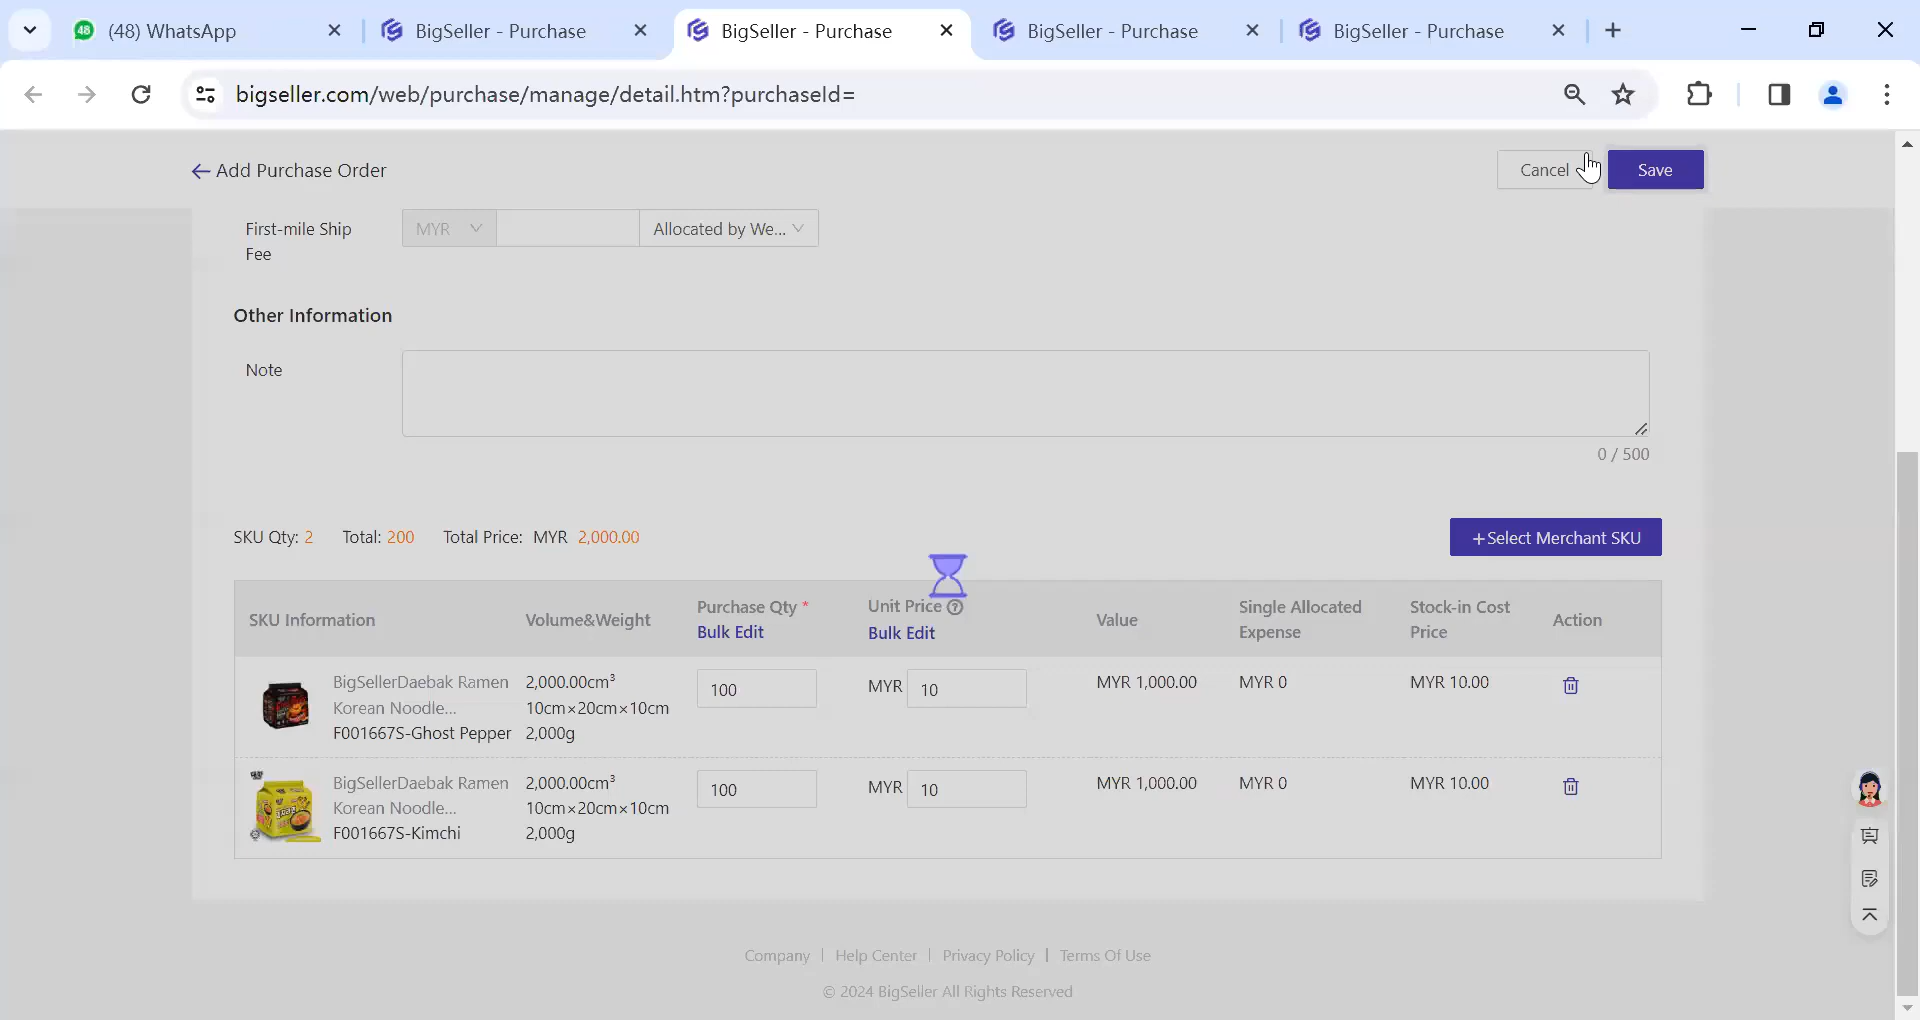 48 (48) WhatsApp
BigSeller - Purchase
BigSeller - Purchase
BigSeller - Purchase
BigSeller - Purchase
bigseller.com/web/purchase/manage/detail.htm?purchaseId=
Add Purchase Order
Cancel
Save
First-mile Ship
Fee
MYR
Allocated by We...
Other Information
Note
0 / 500
SKU Qty: 2 Total: 200 Total Price: MYR 2,000.00
+Select Merchant SKU
SKU Information
Volume&Weight
Purchase Qty *
Bulk Edit
Unit Price
Bulk Edit
Value
Single Allocated
Expense
Stock-in Cost
Price
Action
BigSellerDaebak Ramen
Korean Noodle...
F001667S-Ghost Pepper
2,000.00cm³
10cm×20cm×10cm
2,000g
100
MYR 10
MYR 1,000.00
MYR 0
MYR 10.00
BigSellerDaebak Ramen
Korean Noodle...
F001667S-Kimchi
2,000.00cm³
10cm×20cm×10cm
2,000g
100
MYR 10
MYR 1,000.00
MYR 0
MYR 10.00
Company | Help Center | Privacy Policy | Terms Of Use
© 2024 BigSeller All Rights Reserved